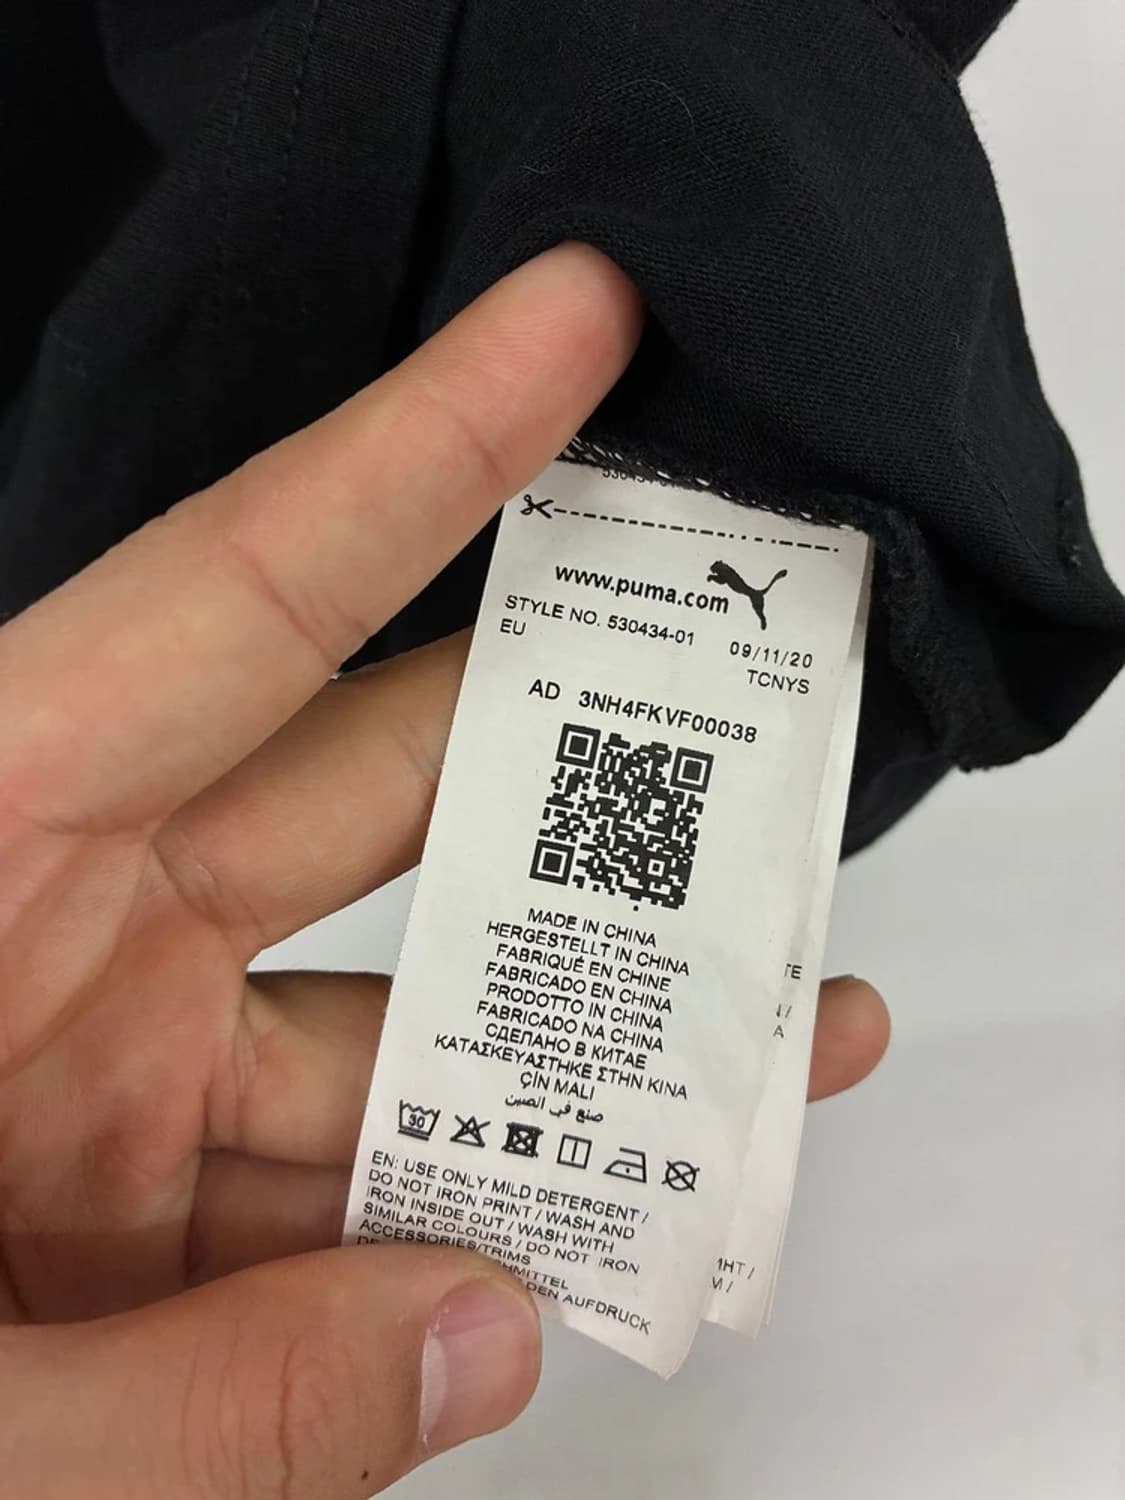 www.puma.com
STYLE NO. 530434-01
EU
09/11/20
TCNYS
AD 3NH4FKVF00038
MADE IN CHINA
HERGESTELLT IN CHINA
FABRIQUÉ EN CHINE
FABRICADO EN CHINA
PRODOTTO IN CHINA
FABRICADO NA CHINA
СДЕЛАНО В КИТАЕ
ΚΑΤΑΣΚΕΥΑΣΤΗΚΕ ΣΤΗΝ ΚΙΝΑ
ÇİN MALI
صنع في الصين
30
EN: USE ONLY MILD DETERGENT /
DO NOT IRON PRINT / WASH AND
IRON INSIDE OUT / WASH WITH
SIMILAR COLOURS / DO NOT IRON
ACCESSORIES/TRIMS
DEN AUFDRUCK